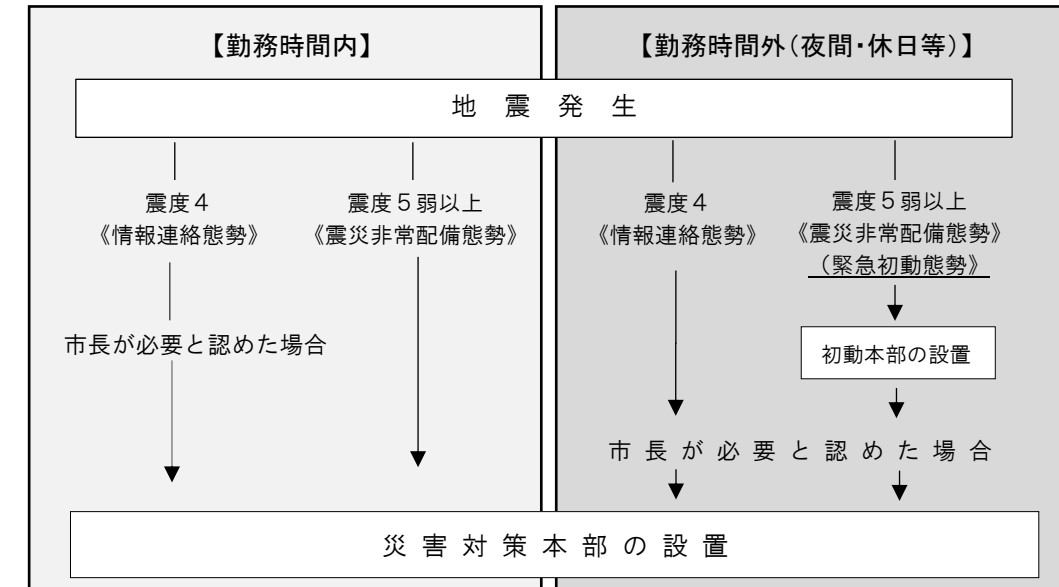 【勤務時間内】
【勤務時間外(夜間・休日等)】
地震発生
震度4
《情報連絡態勢》
震度5弱以上
《震災非常配備態勢》
震度4
《情報連絡態勢》
震度5弱以上
《震災非常配備態勢》
(緊急初動態勢》
市長が必要と認めた場合
初動本部の設置
市長が必要と認めた場合
災害対策本部の設置